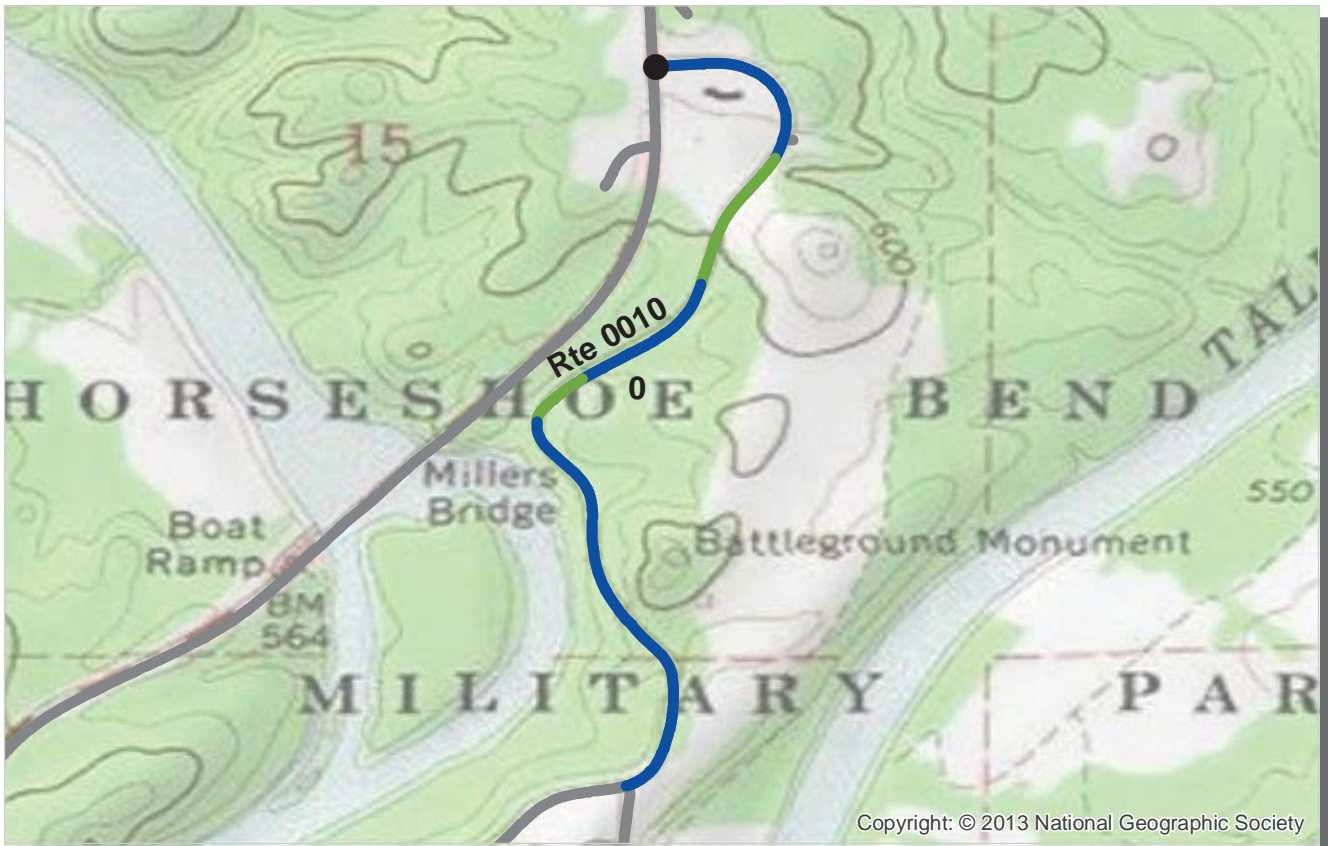 15
600
TAL
Rte 0010
0
HORSESHOE BEND
Millers
Bridge
550
Boat
Ramp
Battleground Monument
BM
564
MILITARY PAR
Copyright: © 2013 National Geographic Society